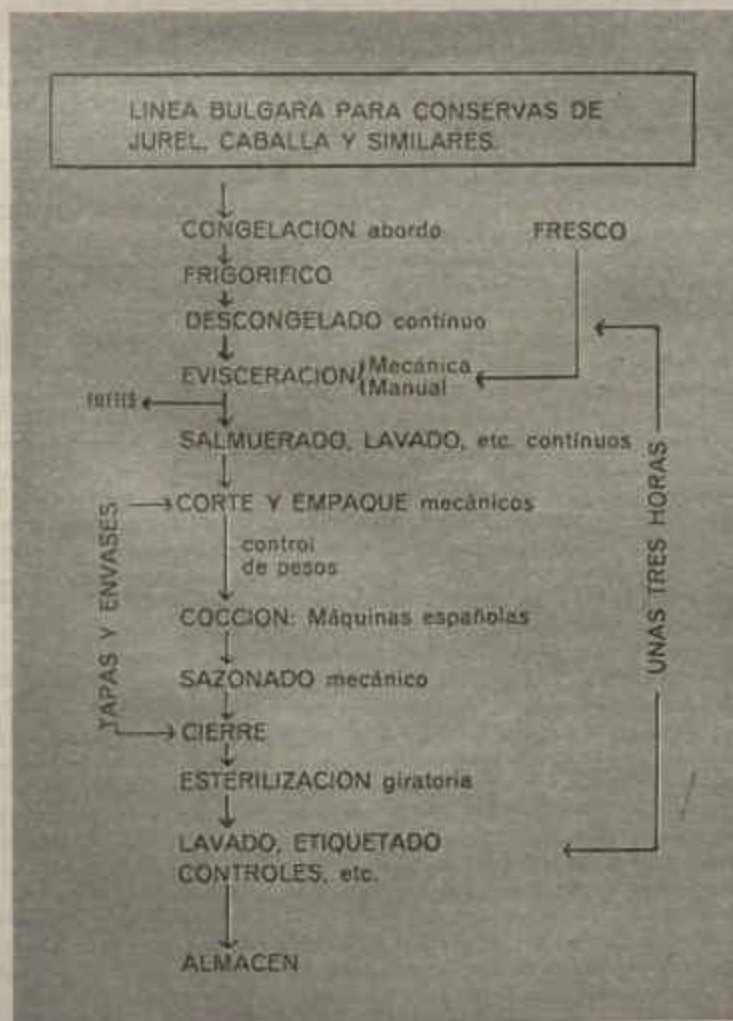 LINEA BULGARA PARA CONSERVAS DE
JUREL, CABALLA Y SIMILARES.
CONGELACION abordo
FRESCO
FRIGORIFICO
DESCONGELADO contínuo
EVISCERACION
Mecánica
Manual
SALMUERADO, LAVADO, etc. contínuos
CORTE Y EMPAQUE mecánicos
control
de pesos
COCCION: Máquinas españolas
SAZONADO mecánico
CIERRE
ESTERILIZACION giratoria
LAVADO, ETIQUETADO
CONTROLES, etc.
ALMACEN
TAPAS Y ENVASES
UNAS TRES HORAS